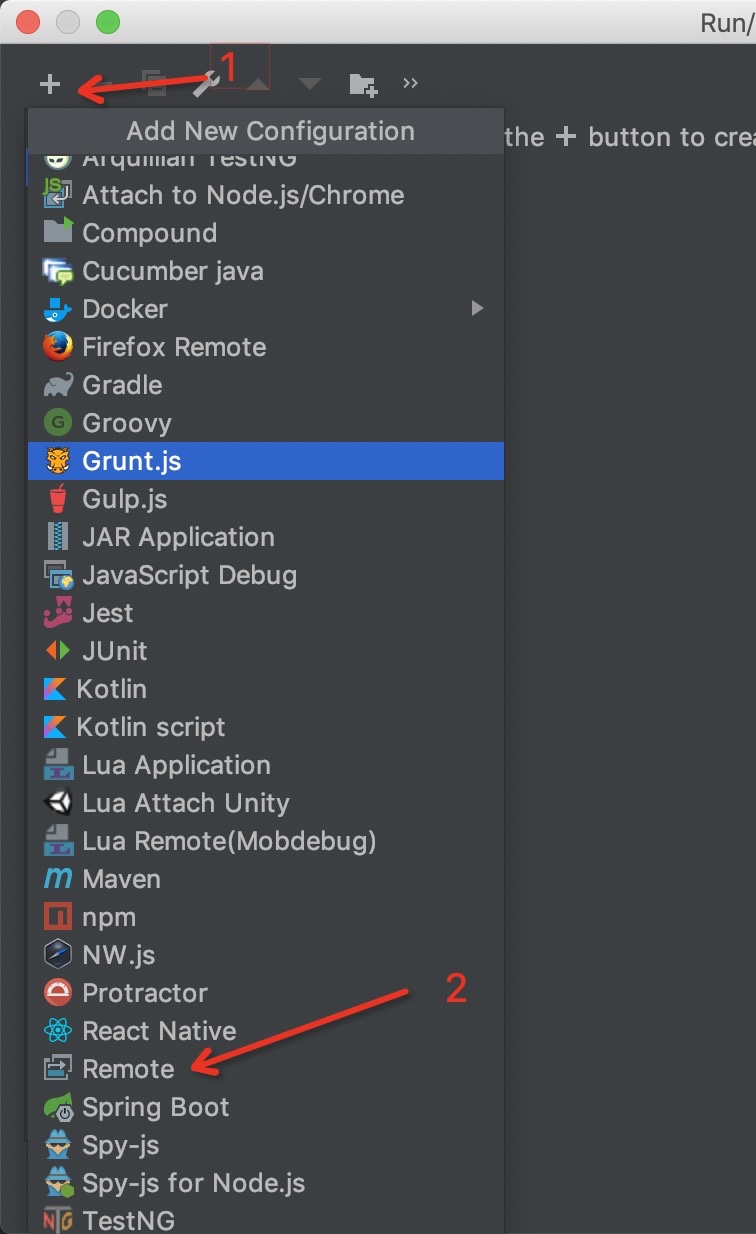 Run/
1
Add New Configuration
the + button to crea
Arquillian TestNG
Attach to Node.js/Chrome
Compound
Cucumber java
Docker
Firefox Remote
Gradle
Groovy
Grunt.js
Gulp.js
JAR Application
JavaScript Debug
Jest
JUnit
Kotlin
Kotlin script
Lua Application
Lua Attach Unity
Lua Remote(Mobdebug)
Maven
npm
NW.js
Protractor
2
React Native
Remote
Spring Boot
Spy-js
Spy-js for Node.js
TestNG